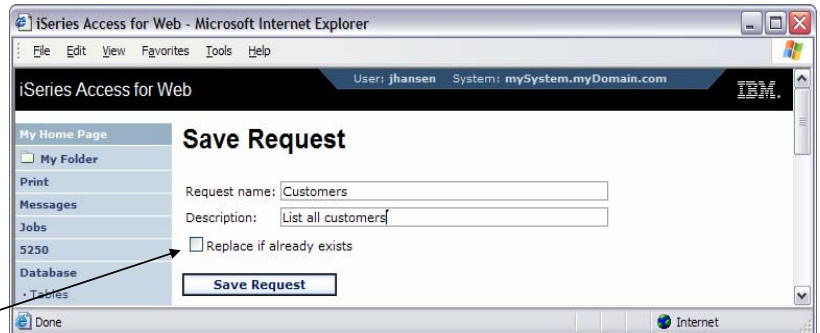 iSeries Access for Web - Microsoft Internet Explorer
File Edit View Favorites Tools Help
User: jhansen System: mySystem.myDomain.com
iSeries Access for Web
IBM.
My Home Page
My Folder
Print
Messages
Jobs
5250
Database
• Tables
Save Request
Request name: Customers
Description: List all customers
Replace if already exists
Save Request
Done
Internet